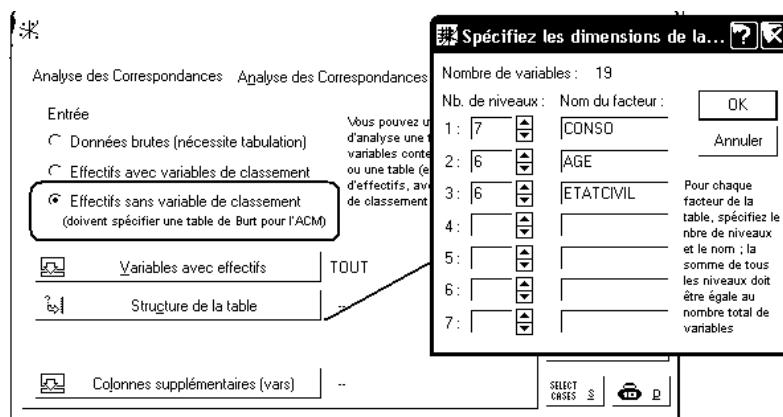 Analyse des Correspondances Analyse des Correspondances
Entrée
Données brutes (nécessite tabulation)
Effectifs avec variables de classement
Effectifs sans variable de classement
(doivent spécifier une table de Burt pour l'ACM)
Vous pouvez u
d'analyse une t
variables conte
ou une table (e
d'effectifs, ave
de classement
Variables avec effectifs TOUT
Structure de la table --
Colonnes supplémentaires (vars) --
SELECT
CASES S D
Spécifiez les dimensions de la...
Nombre de variables : 19
Nb. de niveaux : Nom du facteur :
1 : 7 CONSO
2 : 6 AGE
3 : 6 ETATCIVIL
4 :
5 :
6 :
7 :
OK
Annuler
Pour chaque
facteur de la
table, spécifiez le
nbre de niveaux
et le nom ; la
somme de tous
les niveaux doit
être égale au
nombre total de
variables